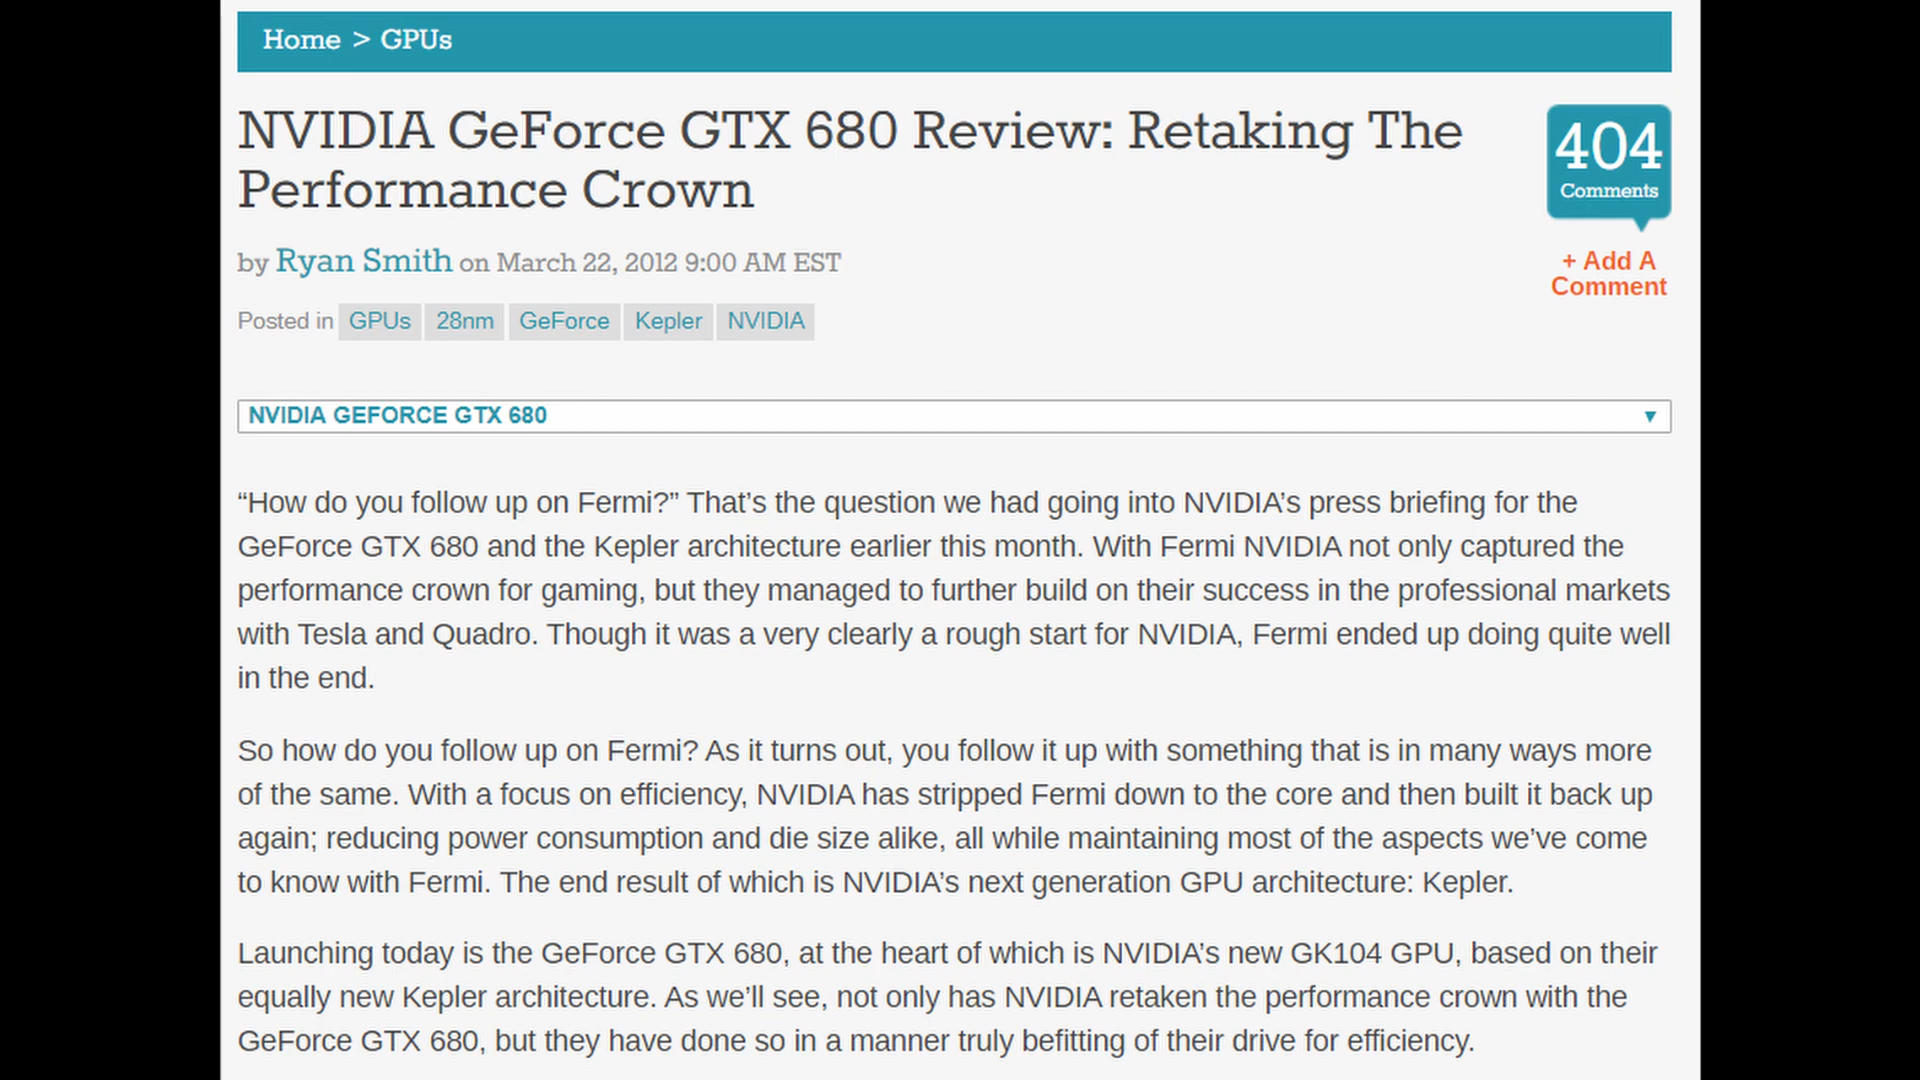 Home > GPUs
NVIDIA GeForce GTX 680 Review: Retaking The
Performance Crown
404
Comments
+ Add A
Comment
by Ryan Smith on March 22, 2012 9:00 AM EST
Posted in GPUs 28nm GeForce Kepler NVIDIA
NVIDIA GEFORCE GTX 680 ▼
“How do you follow up on Fermi?” That’s the question we had going into NVIDIA’s press briefing for the
GeForce GTX 680 and the Kepler architecture earlier this month. With Fermi NVIDIA not only captured the
performance crown for gaming, but they managed to further build on their success in the professional markets
with Tesla and Quadro. Though it was a very clearly a rough start for NVIDIA, Fermi ended up doing quite well
in the end.
So how do you follow up on Fermi? As it turns out, you follow it up with something that is in many ways more
of the same. With a focus on efficiency, NVIDIA has stripped Fermi down to the core and then built it back up
again; reducing power consumption and die size alike, all while maintaining most of the aspects we’ve come
to know with Fermi. The end result of which is NVIDIA’s next generation GPU architecture: Kepler.
Launching today is the GeForce GTX 680, at the heart of which is NVIDIA’s new GK104 GPU, based on their
equally new Kepler architecture. As we’ll see, not only has NVIDIA retaken the performance crown with the
GeForce GTX 680, but they have done so in a manner truly befitting of their drive for efficiency.